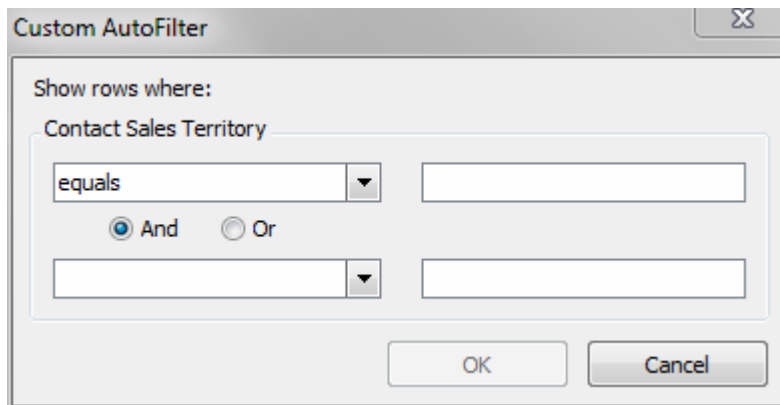 Custom AutoFilter
Show rows where:
Contact Sales Territory
equals
And Or
OK Cancel